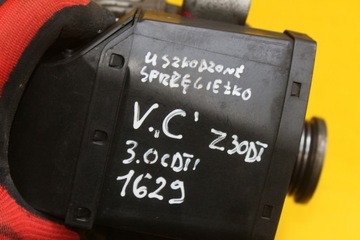 USZKODZONE
SPRZĘGIEŁKO
V."C" Z30DT
3.0CDTI
1629